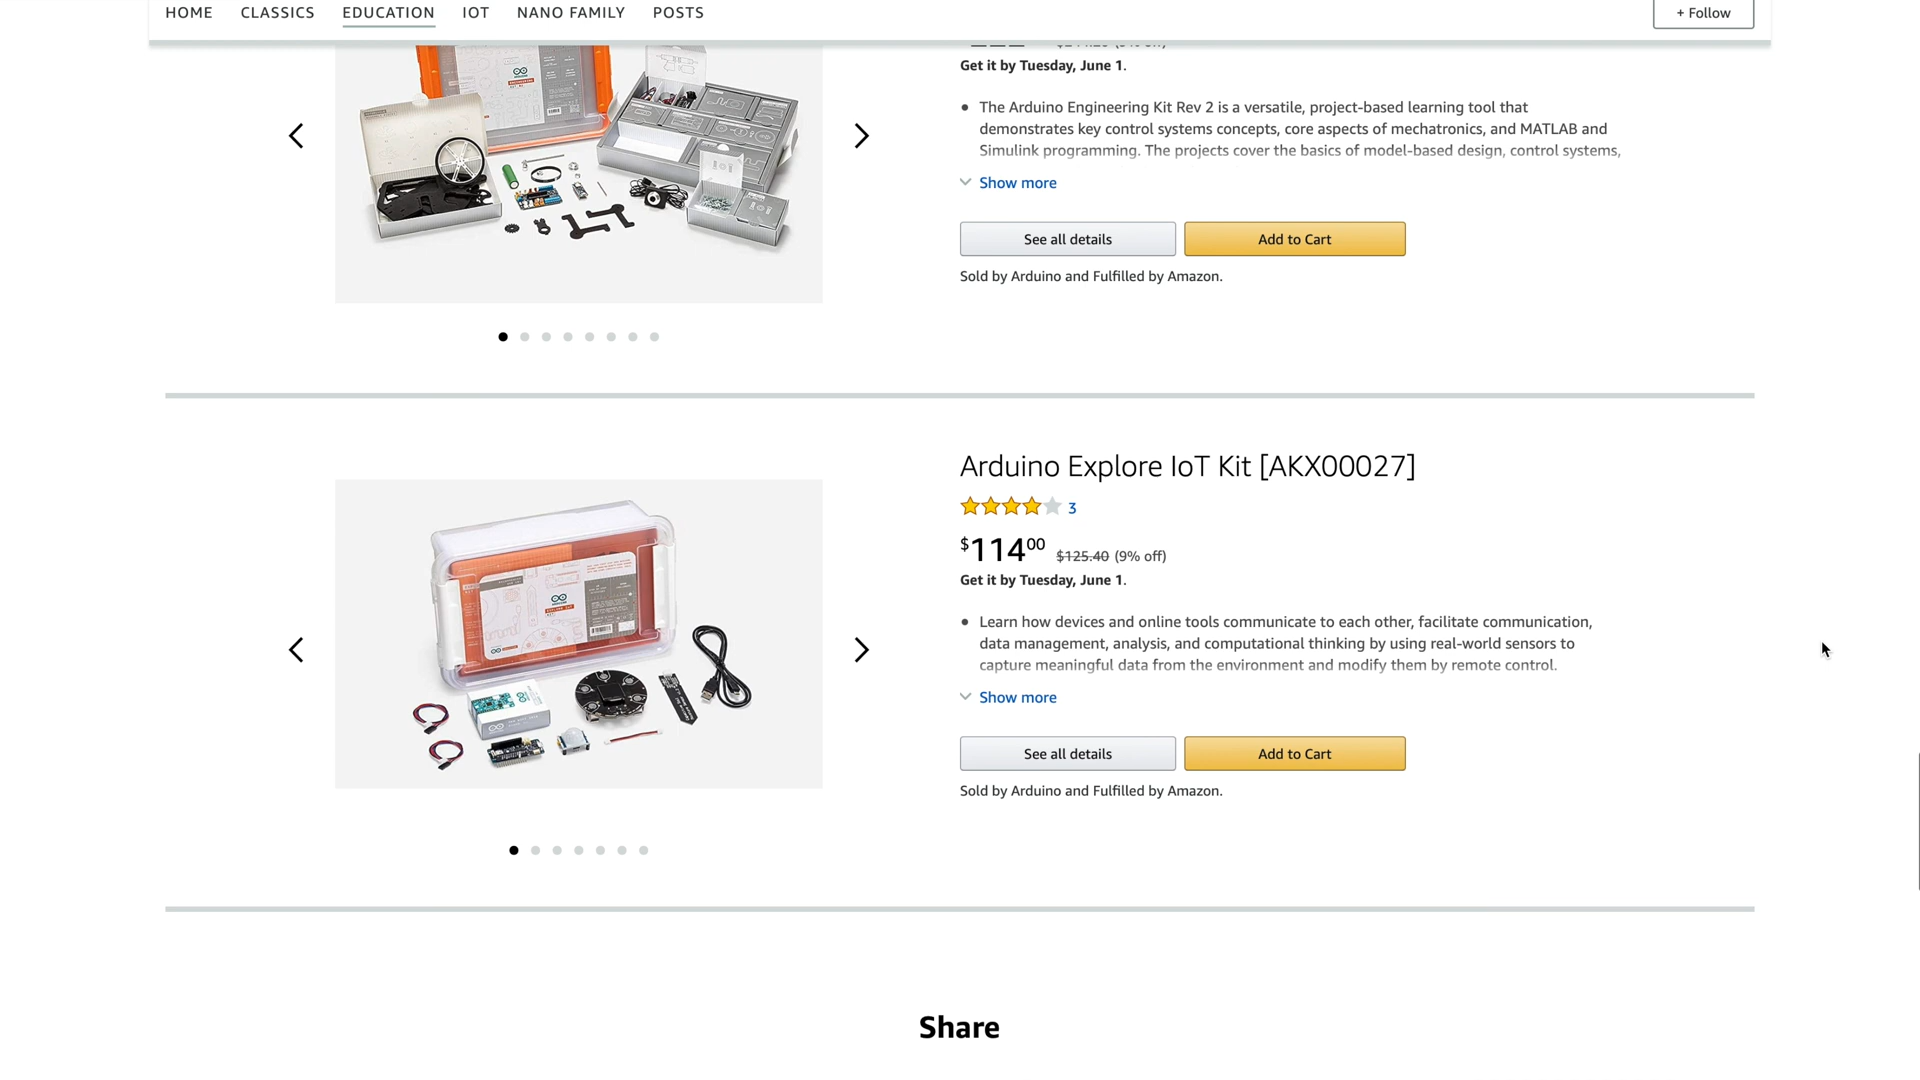 HOME CLASSICS EDUCATION IOT NANO FAMILY POSTS
+ Follow
Get it by Tuesday, June 1.
The Arduino Engineering Kit Rev 2 is a versatile, project-based learning tool that
demonstrates key control systems concepts, core aspects of mechatronics, and MATLAB and
Simulink programming. The projects cover the basics of model-based design, control systems,
Show more
See all details
Add to Cart
Sold by Arduino and Fulfilled by Amazon.
Arduino Explore IoT Kit [AKX00027]
3
$11400 $125.40 (9% off)
Get it by Tuesday, June 1.
Learn how devices and online tools communicate to each other, facilitate communication,
data management, analysis, and computational thinking by using real-world sensors to
capture meaningful data from the environment and modify them by remote control.
Show more
See all details
Add to Cart
Sold by Arduino and Fulfilled by Amazon.
Share